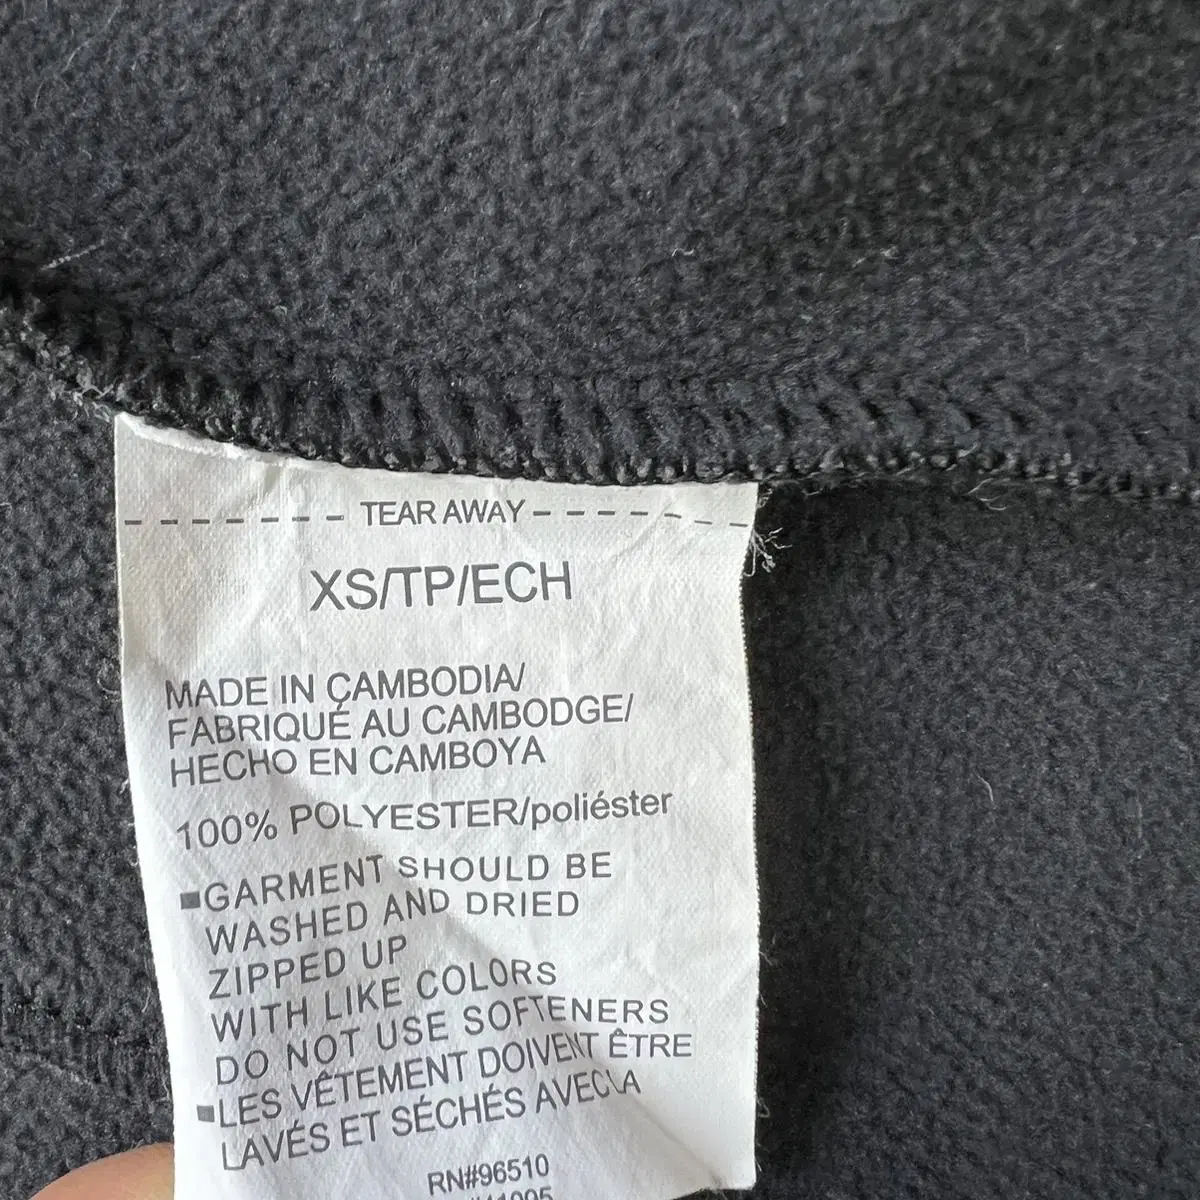 TEAR AWAY
XS/TP/ECH
MADE IN CAMBODIA/
FABRIQUÉ AU CAMBODGE/
HECHO EN CAMBOYA
100% POLYESTER/poliéster
GARMENT SHOULD BE
WASHED AND DRIED
ZIPPED UP
WITH LIKE COLORS
DO NOT USE SOFTENERS
LES VÊTEMENT DOIVENT ÊTRE
LAVÉS ET SÉCHÉS AVEC LA
RN#96510